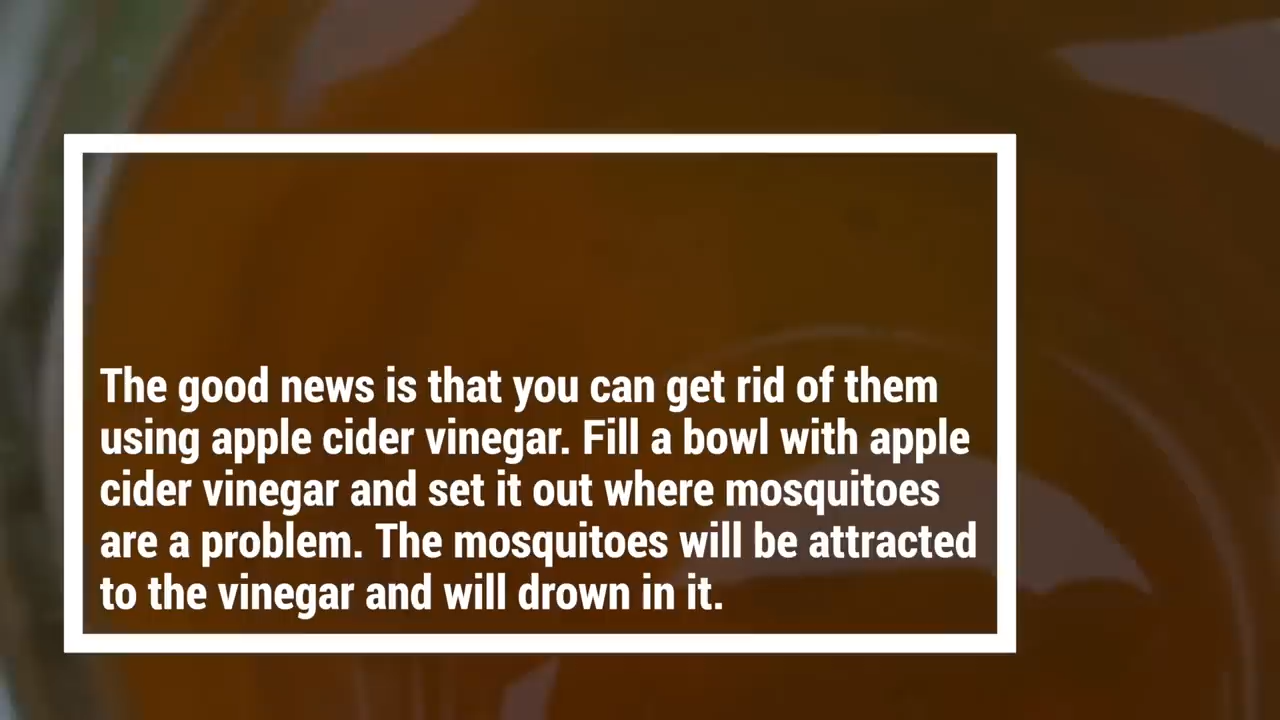 The good news is that you can get rid of them
using apple cider vinegar. Fill a bowl with apple
cider vinegar and set it out where mosquitoes
are a problem. The mosquitoes will be attracted
to the vinegar and will drown in it.